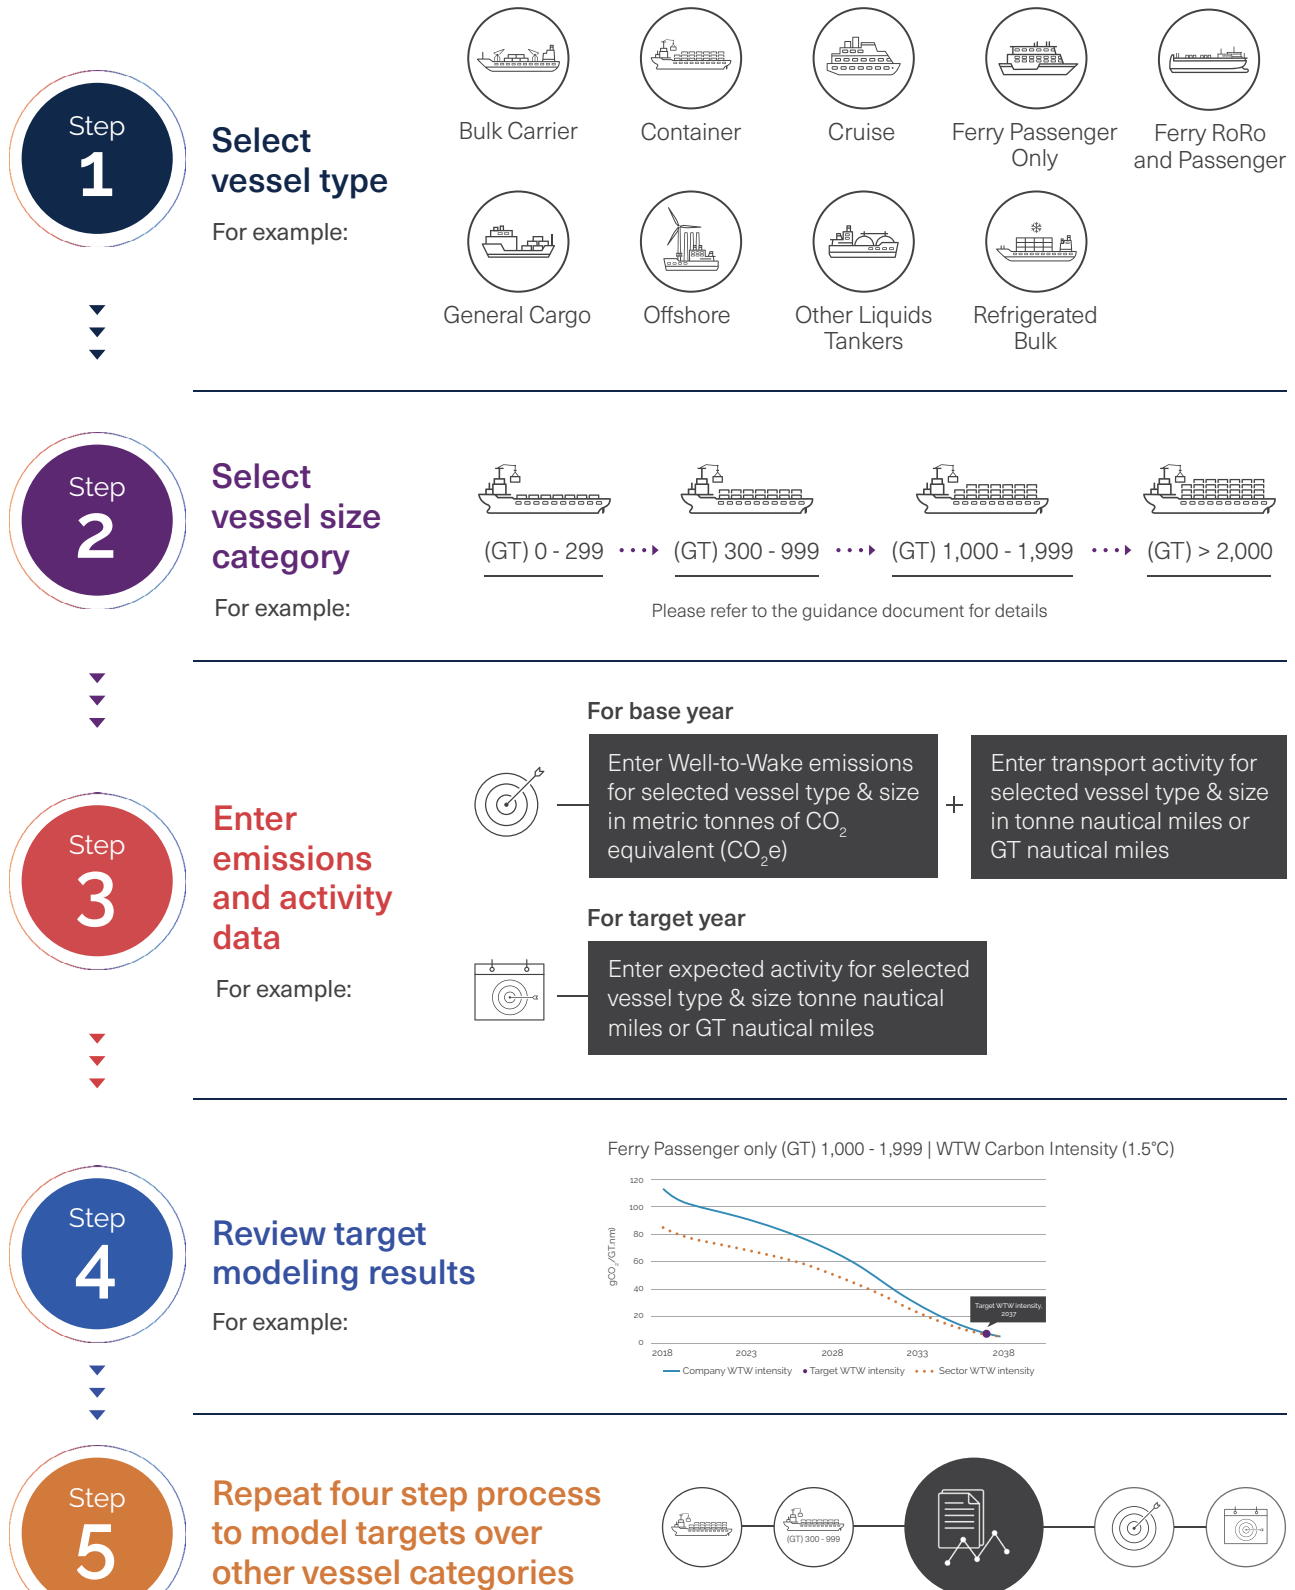 Step
1
Select
vessel type
For example:
Bulk Carrier
Container
Cruise
Ferry Passenger
Only
Ferry RoRo
and Passenger
General Cargo
Offshore
Other Liquids
Tankers
Refrigerated
Bulk
Step
2
Select
vessel size
category
For example:
(GT) 0 - 299
(GT) 300 - 999
(GT) 1,000 - 1,999
(GT) > 2,000
Please refer to the guidance document for details
Step
3
Enter
emissions
and activity
data
For example:
For base year
Enter Well-to-Wake emissions
for selected vessel type & size
in metric tonnes of CO₂
equivalent (CO₂e)
+
Enter transport activity for
selected vessel type & size
in tonne nautical miles or
GT nautical miles
For target year
Enter expected activity for selected
vessel type & size tonne nautical
miles or GT nautical miles
Step
4
Review target
modeling results
For example:
Ferry Passenger only (GT) 1,000 - 1,999 | WTW Carbon Intensity (1.5°C)
gCO₂/GT.nm)
120
100
80
60
40
20
0
Target WTW intensity,
2037
2018
2023
2028
2033
2038
Company WTW intensity
Target WTW intensity
Sector WTW intensity
Step
5
Repeat four step process
to model targets over
other vessel categories
(GT) 300 - 999